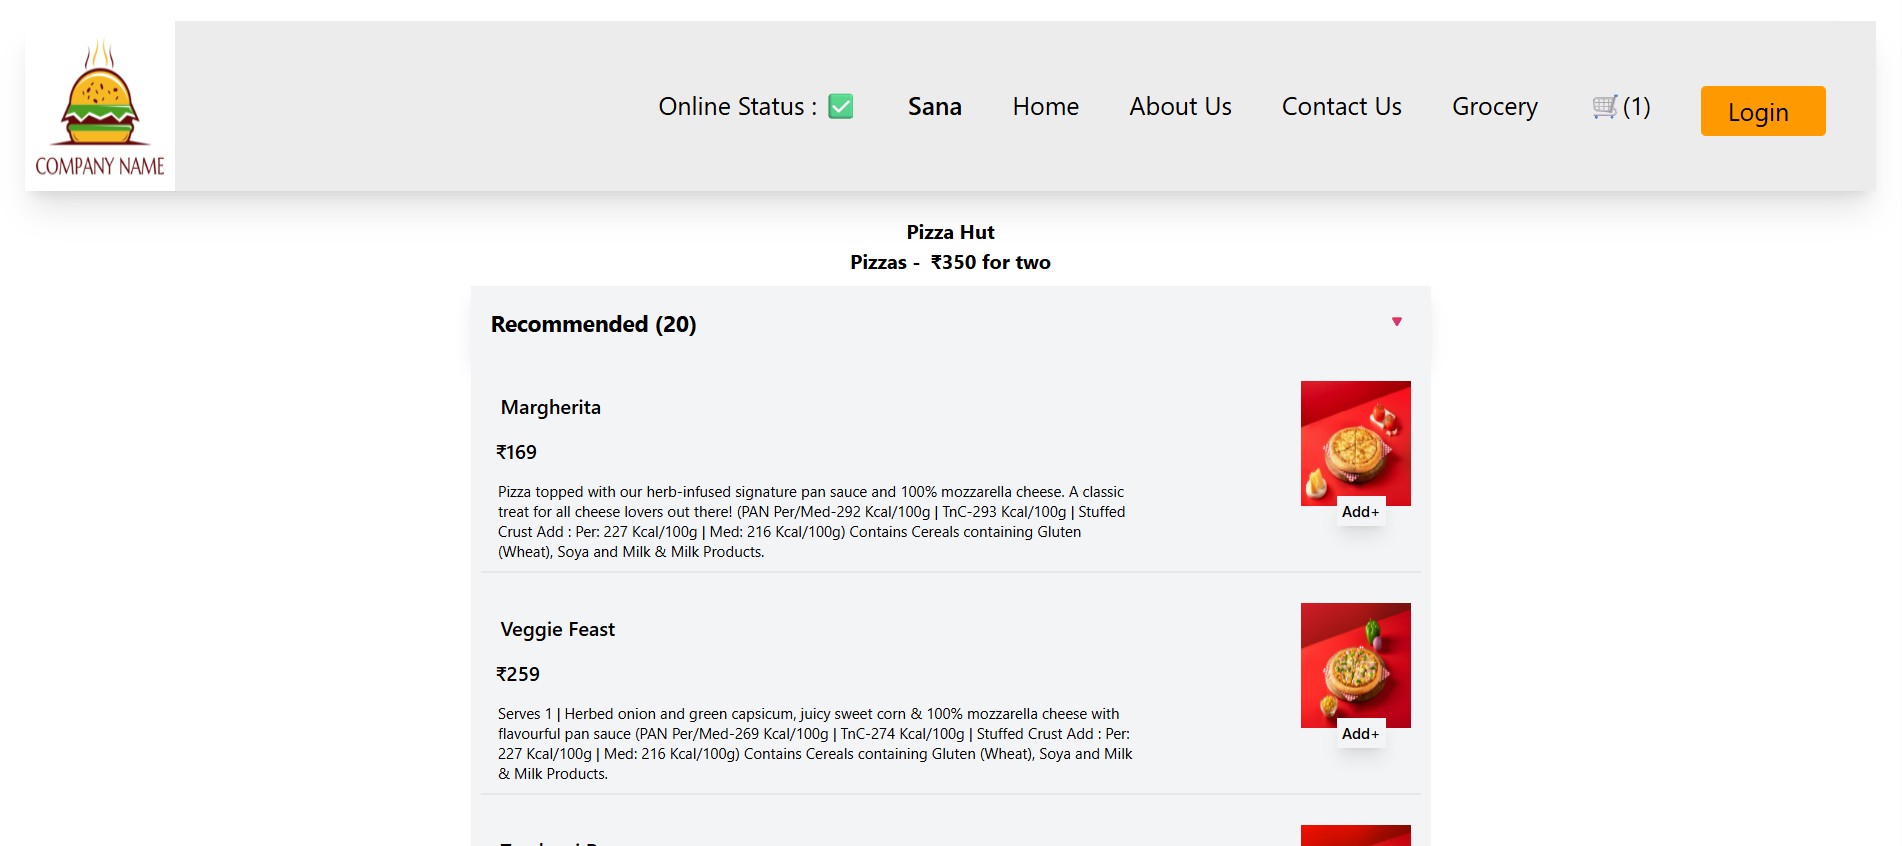 COMPANY NAME
Online Status : ✅ Sana Home About Us Contact Us Grocery 🛒(1) Login
Pizza Hut
Pizzas - ₹350 for two
Recommended (20)
Margherita
₹169
Pizza topped with our herb-infused signature pan sauce and 100% mozzarella cheese. A classic
treat for all cheese lovers out there! (PAN Per/Med-292 Kcal/100g | TnC-293 Kcal/100g | Stuffed
Crust Add : Per: 227 Kcal/100g | Med: 216 Kcal/100g) Contains Cereals containing Gluten
(Wheat), Soya and Milk & Milk Products.
Add+
Veggie Feast
₹259
Serves 1 | Herbed onion and green capsicum, juicy sweet corn & 100% mozzarella cheese with
flavourful pan sauce (PAN Per/Med-269 Kcal/100g | TnC-274 Kcal/100g | Stuffed Crust Add : Per:
227 Kcal/100g | Med: 216 Kcal/100g) Contains Cereals containing Gluten (Wheat), Soya and Milk
& Milk Products.
Add+